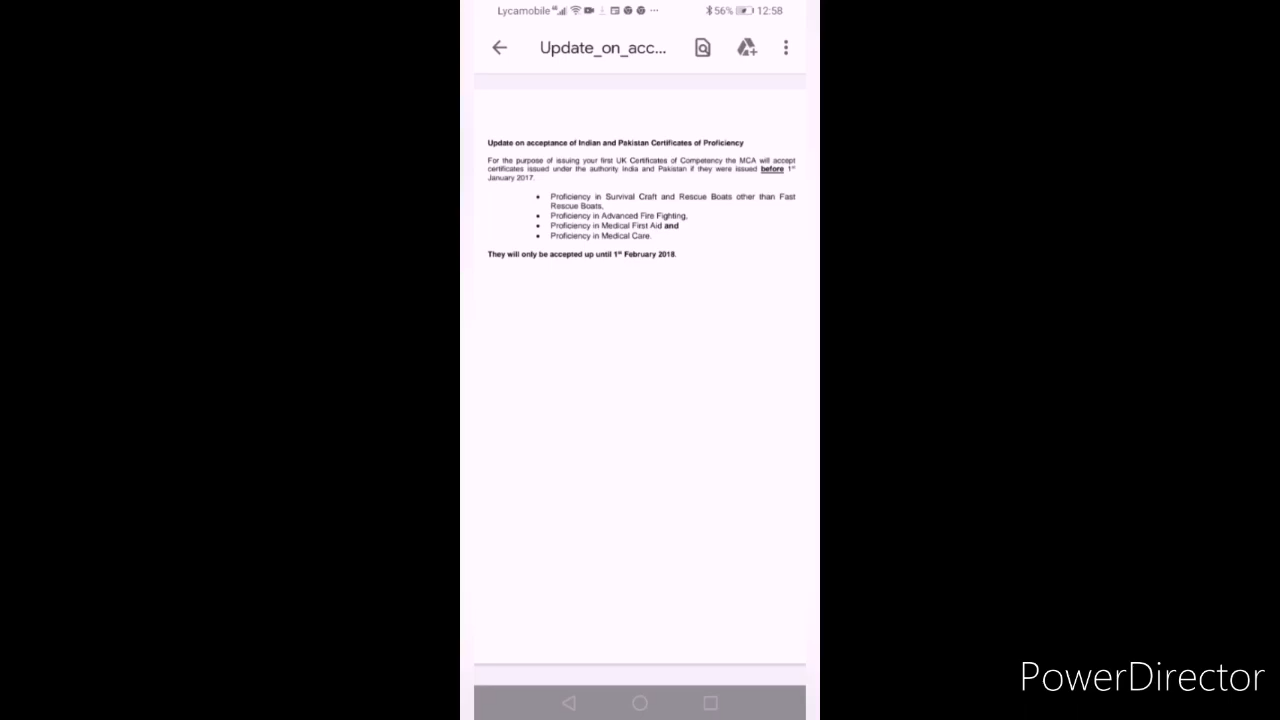 Lycamobile 56% 12:58
Update_on_acc...
Update on acceptance of Indian and Pakistan Certificates of Proficiency
For the purpose of issuing your first UK Certificates of Competency the MCA will accept
certificates issued under the authority India and Pakistan if they were issued before 1st
January 2017.
• Proficiency in Survival Craft and Rescue Boats other than Fast
Rescue Boats,
• Proficiency in Advanced Fire Fighting,
• Proficiency in Medical First Aid and
• Proficiency in Medical Care.
They will only be accepted up until 1st February 2018.
PowerDirector